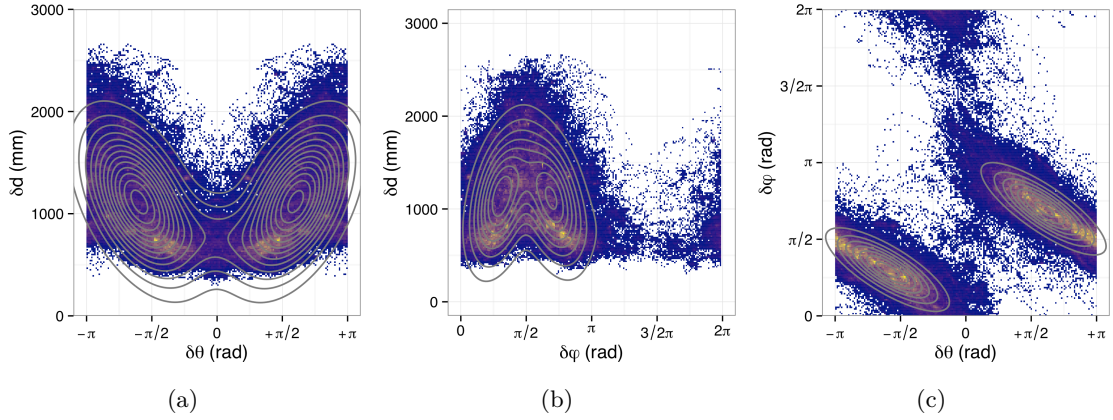 3000
2000
1000
0
δd (mm)
−π
−π/2
0
+π/2
+π
δθ (rad)
(a)
3000
2000
1000
0
δd (mm)
0
π/2
π
3/2π
2π
δφ (rad)
(b)
2π
3/2π
π
π/2
0
δφ (rad)
−π
−π/2
0
+π/2
+π
δθ (rad)
(c)